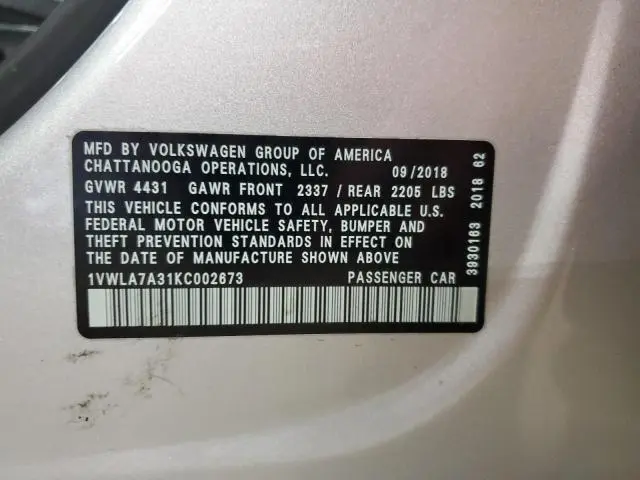 MFD BY VOLKSWAGEN GROUP OF AMERICA
CHATTANOOGA OPERATIONS, LLC. 09/2018
GVWR 4431 GAWR FRONT 2337 / REAR 2205 LBS
THIS VEHICLE CONFORMS TO ALL APPLICABLE U.S.
FEDERAL MOTOR VEHICLE SAFETY, BUMPER AND
THEFT PREVENTION STANDARDS IN EFFECT ON
THE DATE OF MANUFACTURE SHOWN ABOVE
1VWLA7A31KC002673 PASSENGER CAR
3930163 2018 62